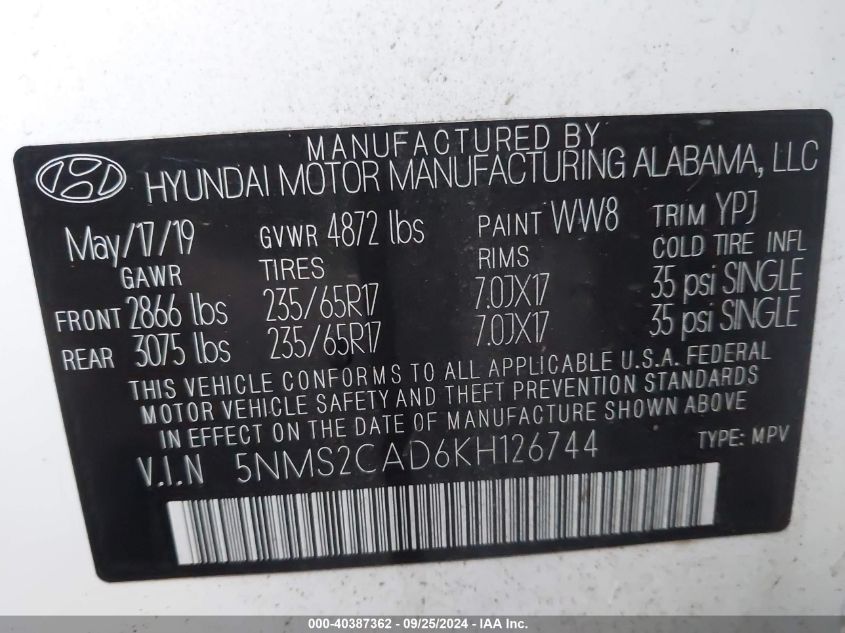 MANUFACTURED BY
HYUNDAI MOTOR MANUFACTURING ALABAMA, LLC
May/17/19 GVWR 4872 lbs PAINT WW8 TRIM YPJ
GAWR TIRES RIMS COLD TIRE INFL
FRONT 2866 lbs 235/65R17 7.0JX17 35 psi SINGLE
REAR 3075 lbs 235/65R17 7.0JX17 35 psi SINGLE
THIS VEHICLE CONFORMS TO ALL APPLICABLE U.S.A. FEDERAL
MOTOR VEHICLE SAFETY AND THEFT PREVENTION STANDARDS
IN EFFECT ON THE DATE OF MANUFACTURE SHOWN ABOVE
V.I.N 5NMS2CAD6KH126744 TYPE: MPV
000-40387362 - 09/25/2024 - IAA Inc.